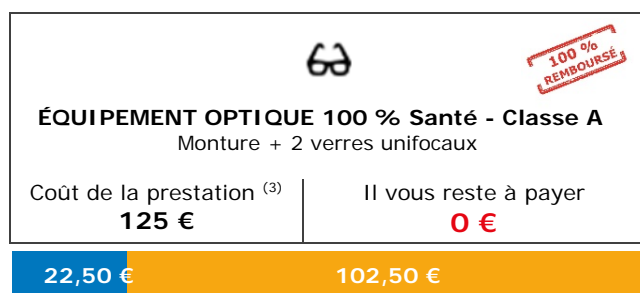 100 %
REMBOURSÉ
ÉQUIPEMENT OPTIQUE 100 % Santé - Classe A
Monture + 2 verres unifocaux
Coût de la prestation (3)
125 €
Il vous reste à payer
0 €
22,50 €
102,50 €